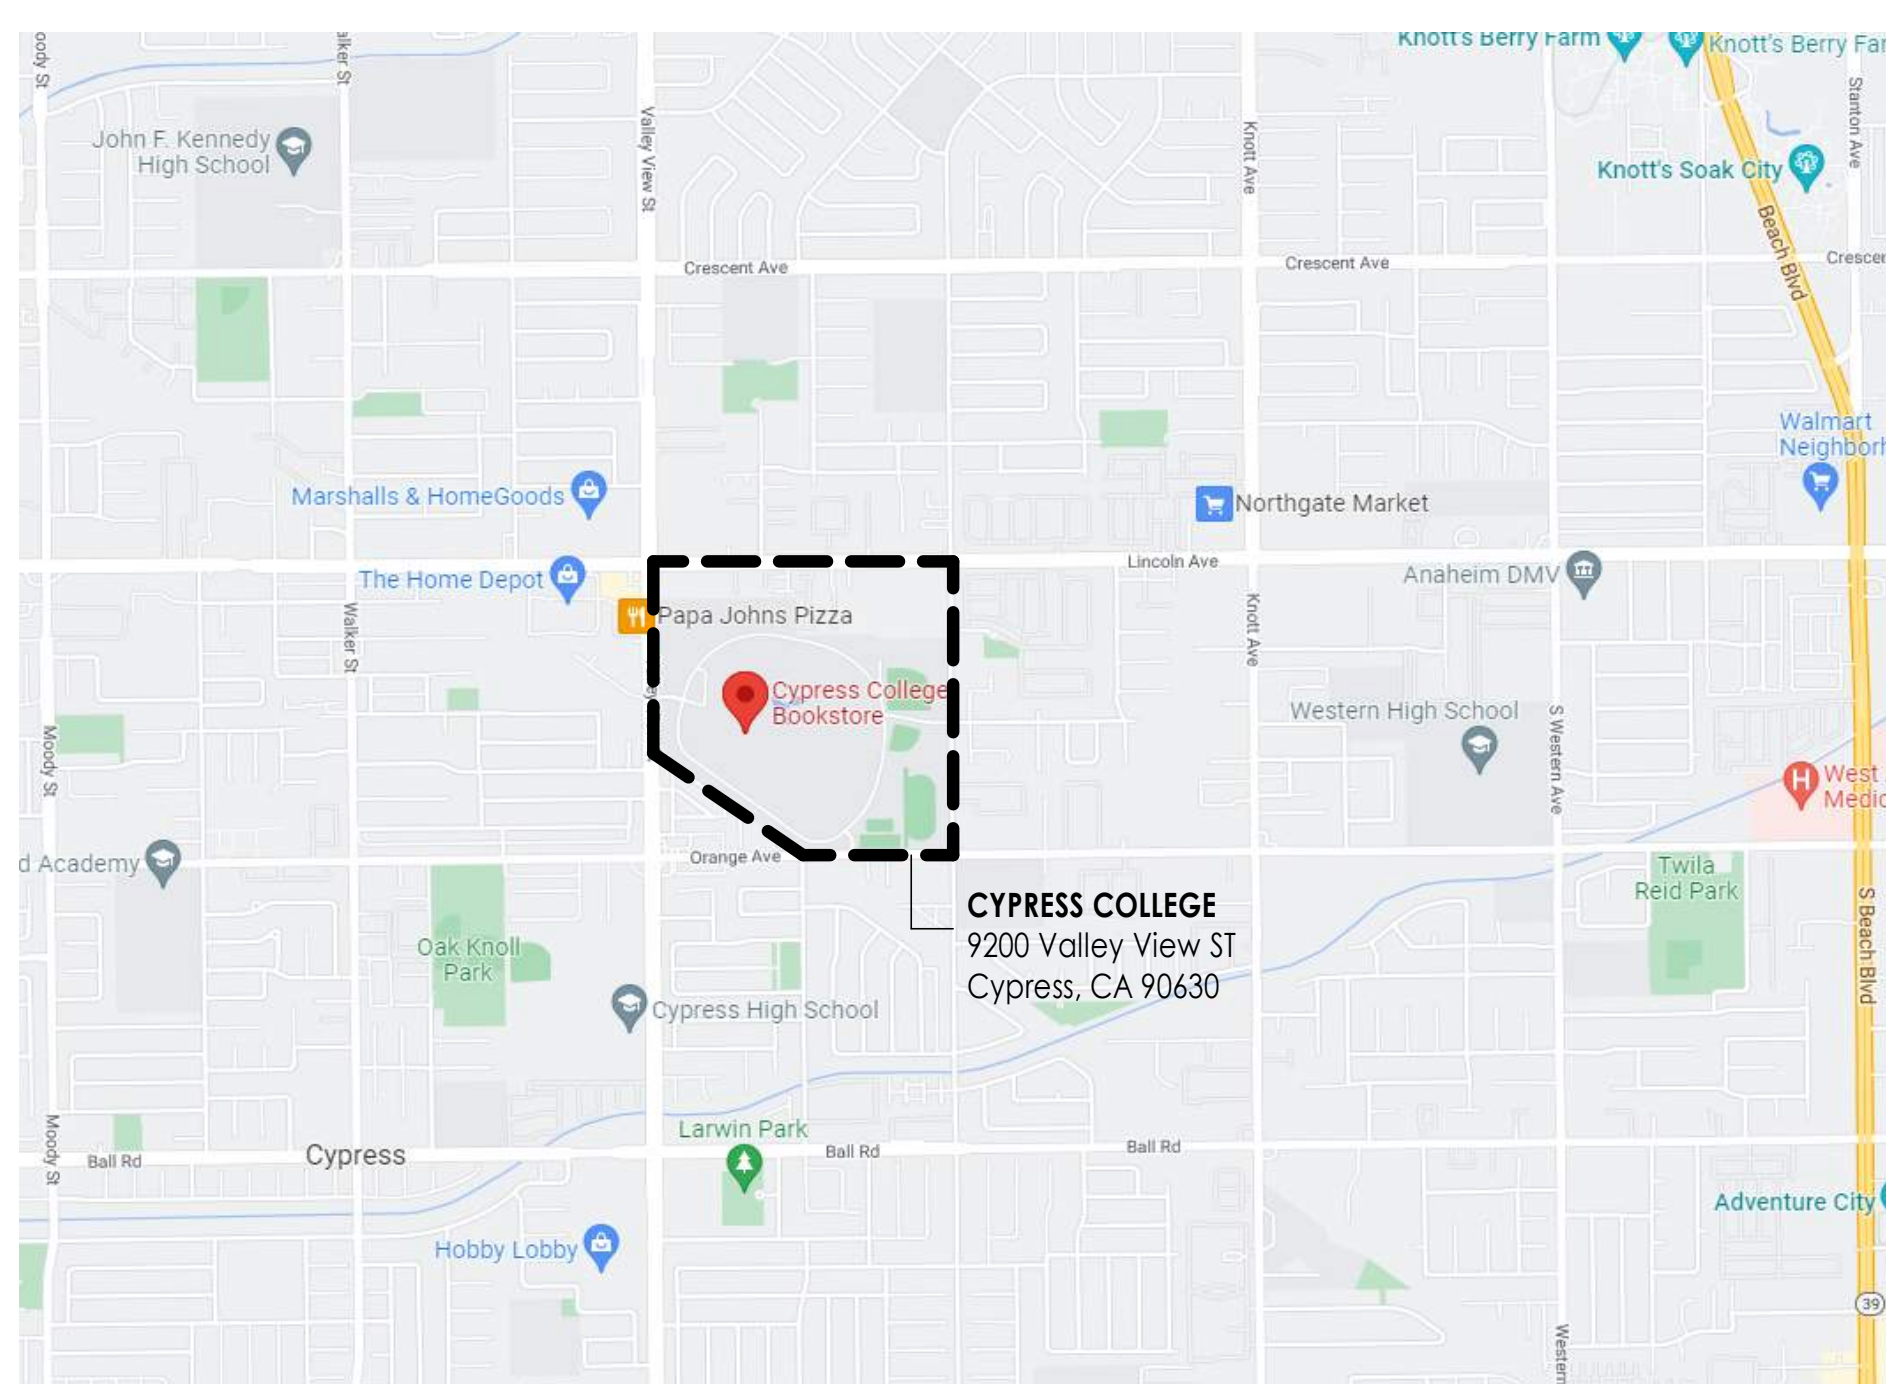 Knott's Berry Farm
Knott's Berry Far
oody St
alker St
Stanton Ave
Valley View St
John F. Kennedy
High School
Knott Ave
Knott's Soak City
Beach Blvd
Crescent Ave
Crescent Ave
Crescen
Walmart
Neighborh
Marshalls & HomeGoods
Northgate Market
Lincoln Ave
The Home Depot
Anaheim DMV
Papa Johns Pizza
Walker St
Knott Ave
Cypress College
Bookstore
ey
Western High School
S Western Ave
Moody St
H
West
Medic
d Academy
Orange Ave
Twila
Reid Park
CYPRESS COLLEGE
9200 Valley View ST
Cypress, CA 90630
S Beach Blvd
Oak Knoll
Park
Cypress High School
Larwin Park
Moody St
Ball Rd
Cypress
Ball Rd
Ball Rd
Adventure City
Hobby Lobby
39
Western